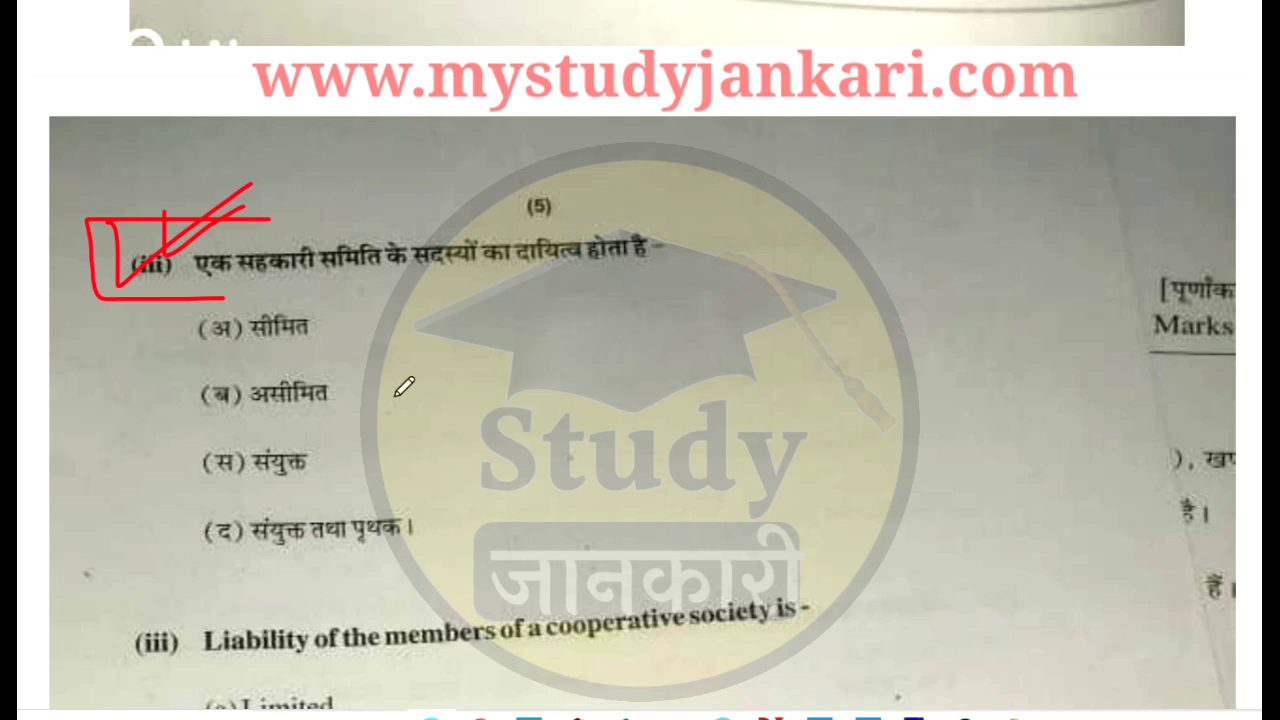 www.mystudyjankari.com
(5)
(iii) एक सहकारी समिति के सदस्यों का दायित्व होता है -
(अ) सीमित
(ब) असीमित
(स) संयुक्त
(द) संयुक्त तथा पृथक।
[पूर्णांक
Marks
), खण
है।
हैं।
Study
जानकारी
(iii) Liability of the members of a cooperative society is -
(a) Limited